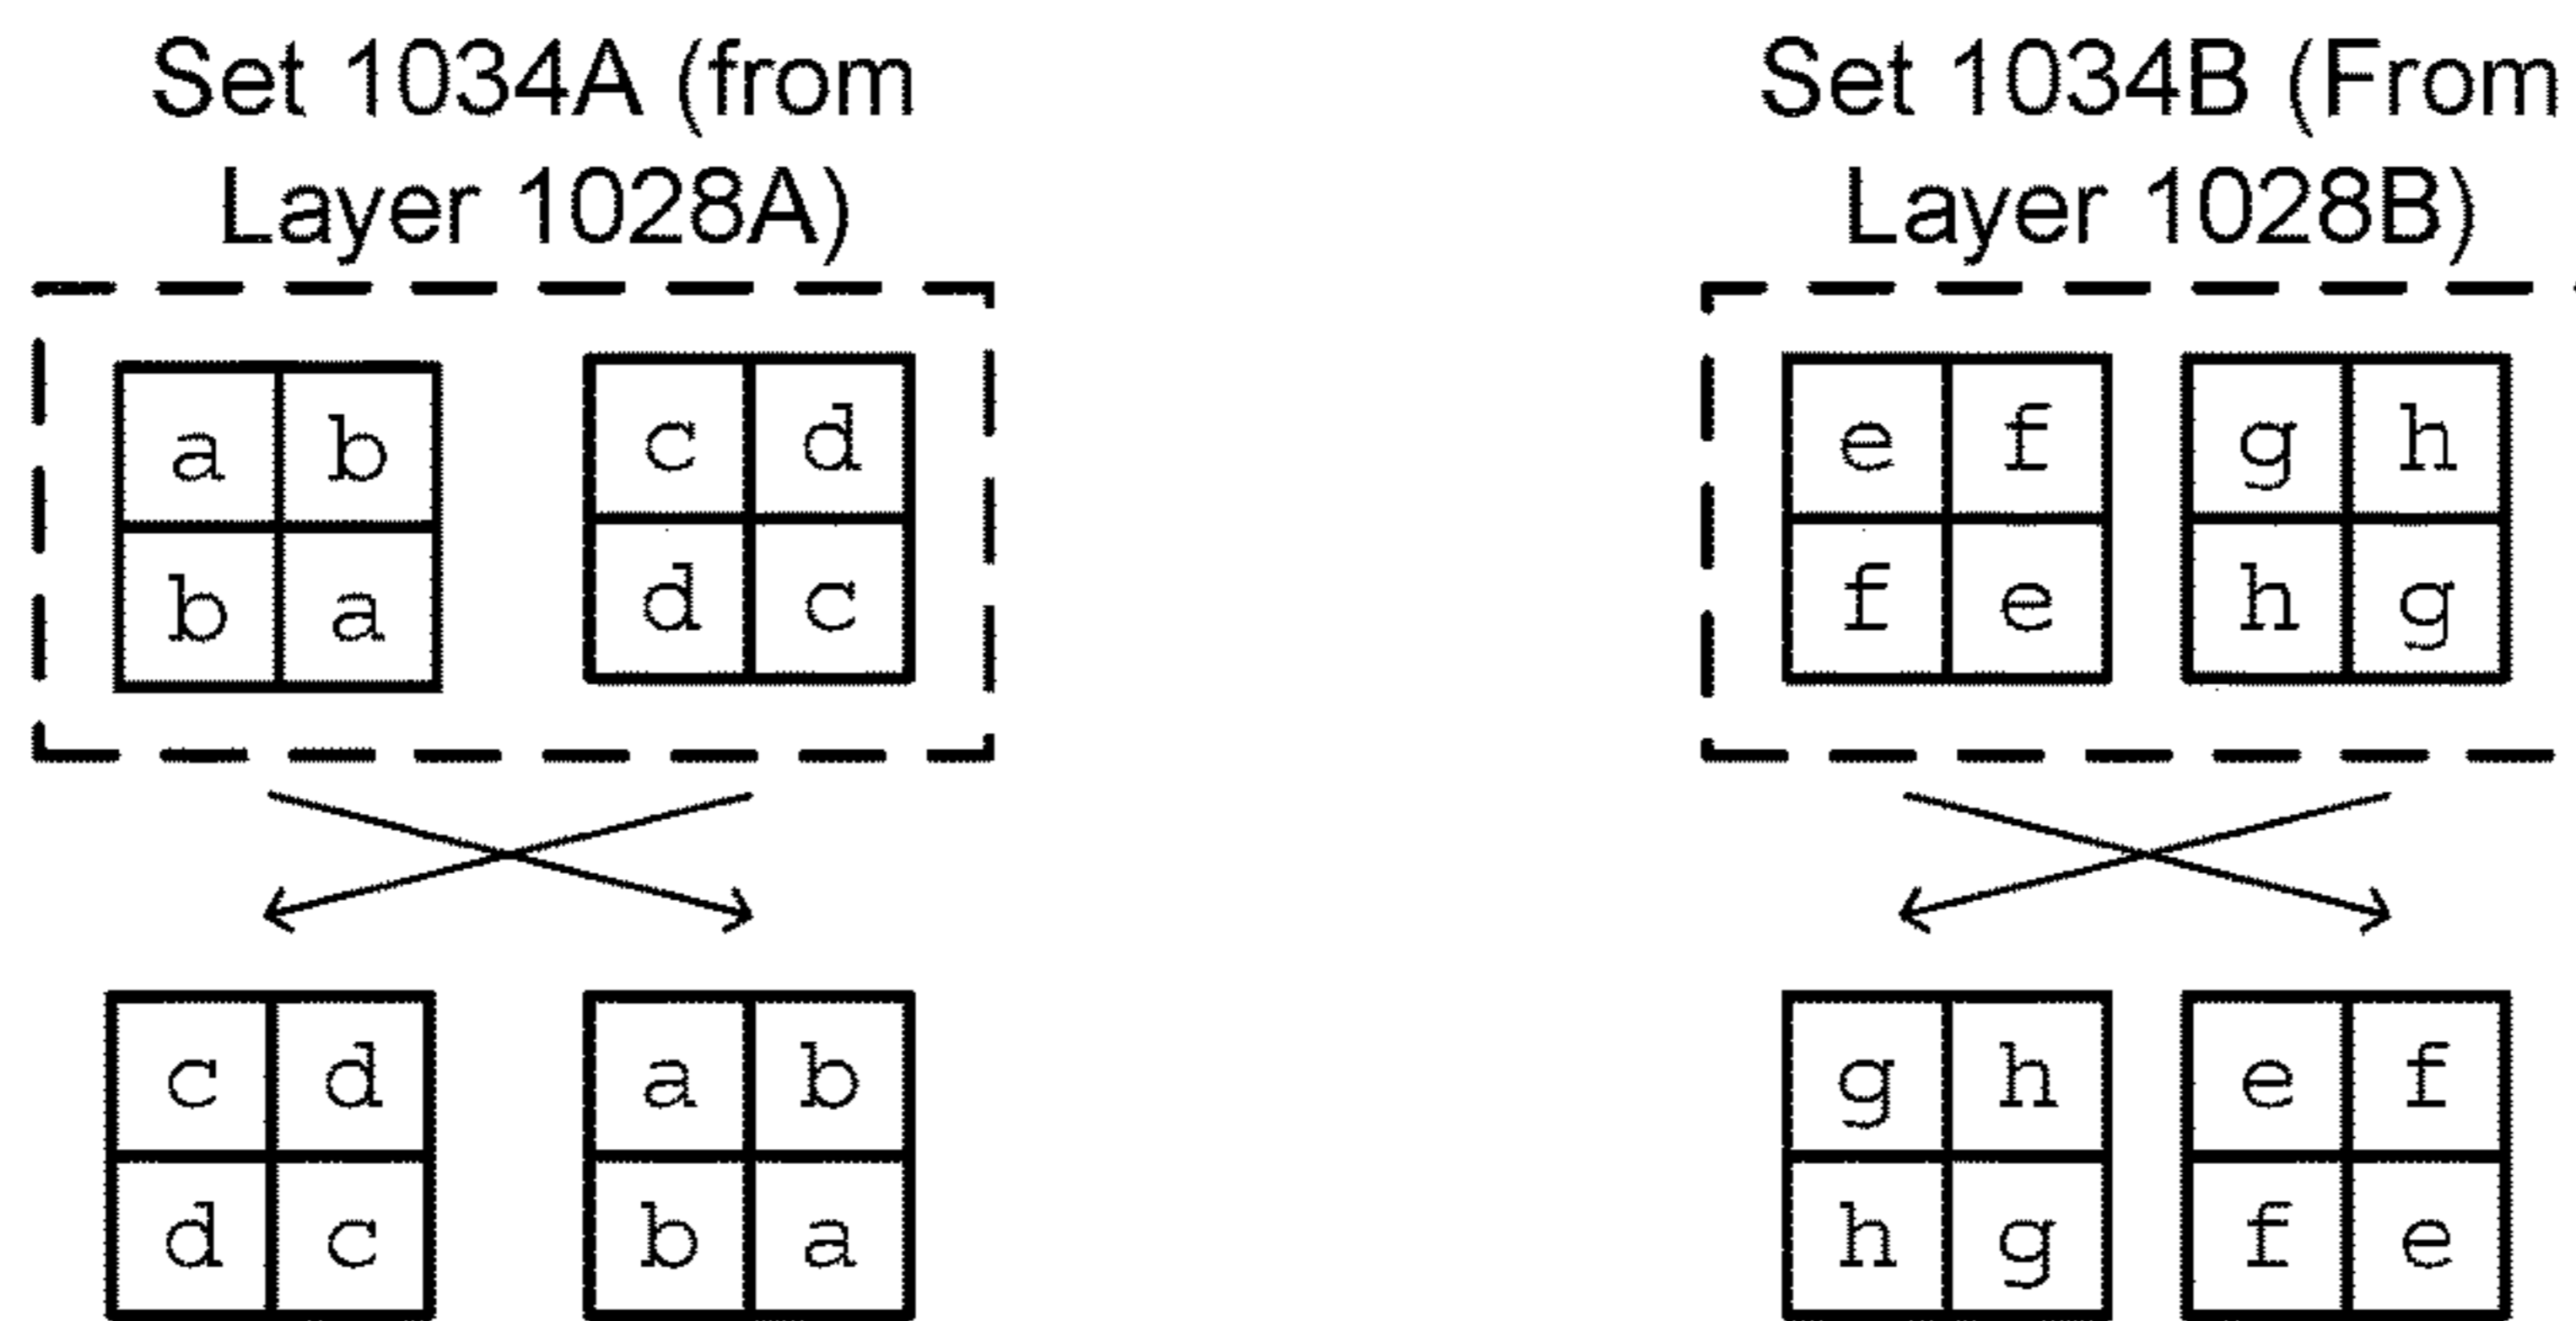 Set 1034A (from
Layer 1028A)
a b
b a
c d
d c
c d
d c
a b
b a
Set 1034B (From
Layer 1028B)
e f
f e
g h
h g
g h
h g
e f
f e